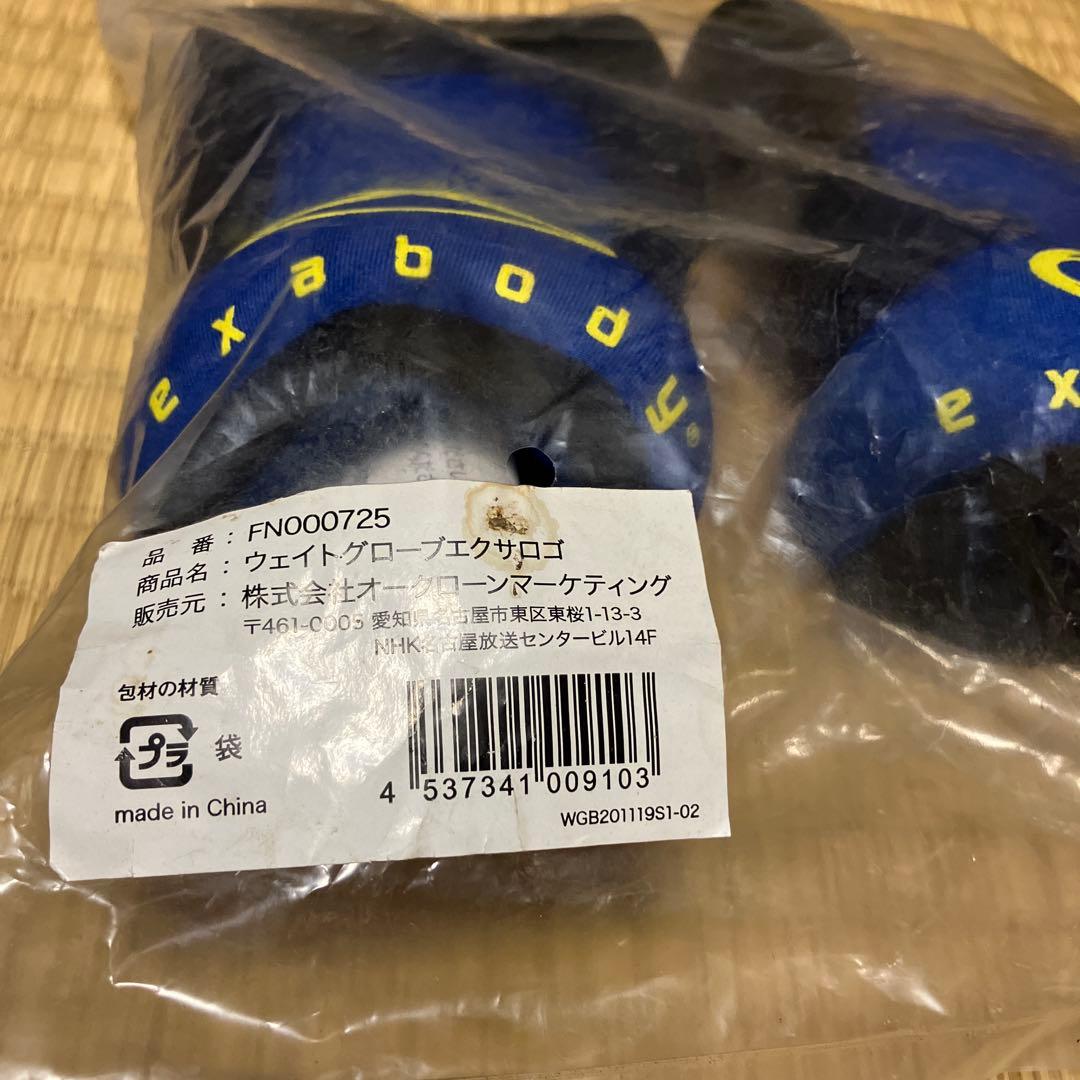 exabody®
ex
品番：FN000725
商品名：ウェイトグローブエクサロゴ
販売元：株式会社オークローンマーケティング
〒461-0005 愛知県名古屋市東区東桜1-13-3
NHK名古屋放送センタービル14F
包材の材質
プラ 袋
made in China
4 537341 009103
WGB201119S1-02